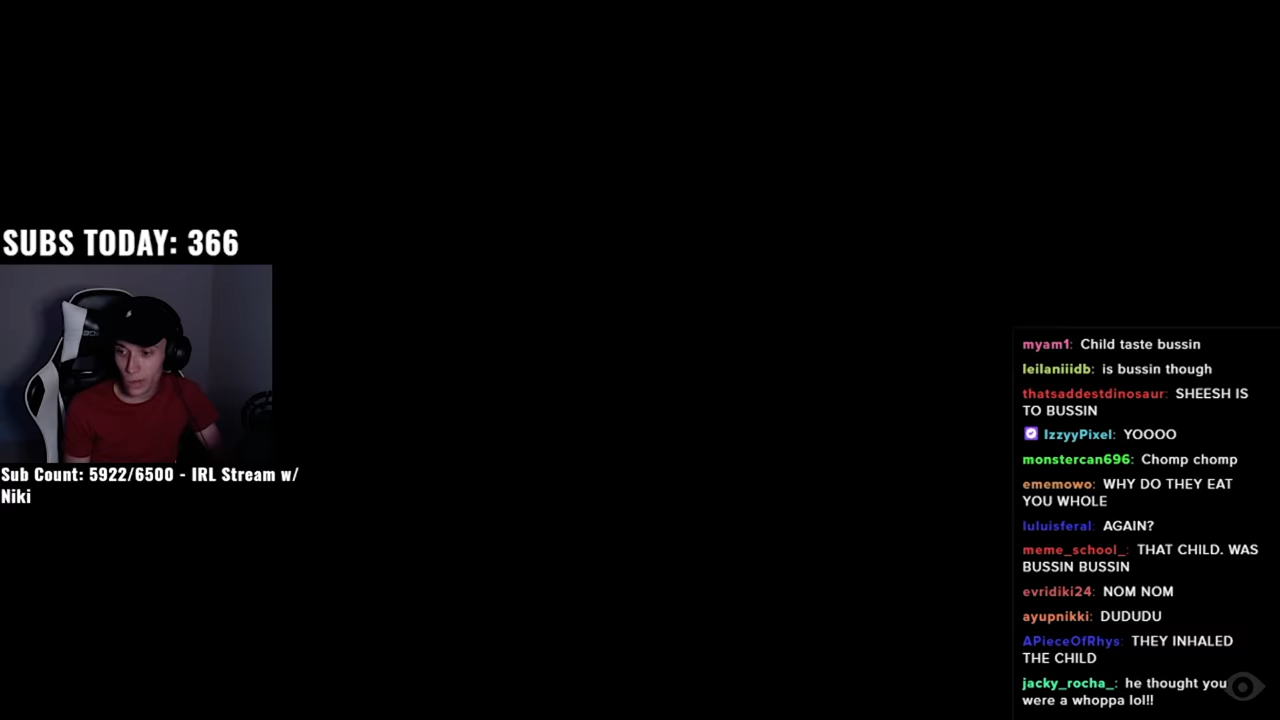 SUBS TODAY: 366
Sub Count: 5922/6500 - IRL Stream w/
Niki
myam1: Child taste bussin
leilaniiidb: is bussin though
thatsaddestdinosaur: SHEESH IS
TO BUSSIN
IzzyyPixel: YOOOO
monstercan696: Chomp chomp
ememowo: WHY DO THEY EAT
YOU WHOLE
luluisferal: AGAIN?
meme_school_: THAT CHILD. WAS
BUSSIN BUSSIN
evridiki24: NOM NOM
ayupnikki: DUDUDU
APieceOfRhys: THEY INHALED
THE CHILD
jacky_rocha_: he thought you
were a whoppa lol!!